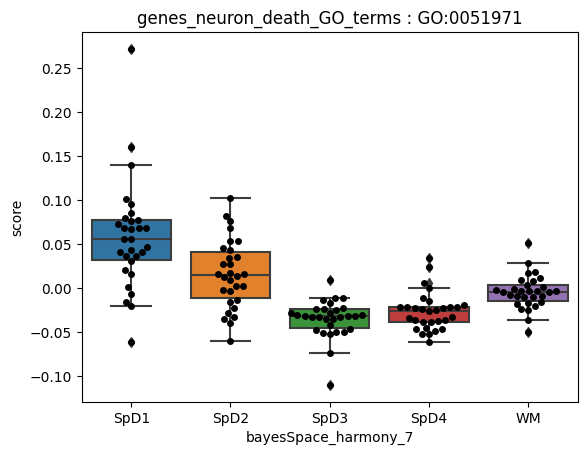 genes_neuron_death_GO_terms : GO:0051971
score
0.25
0.20
0.15
0.10
0.05
0.00
−0.05
−0.10
SpD1 SpD2 SpD3 SpD4 WM
bayesSpace_harmony_7